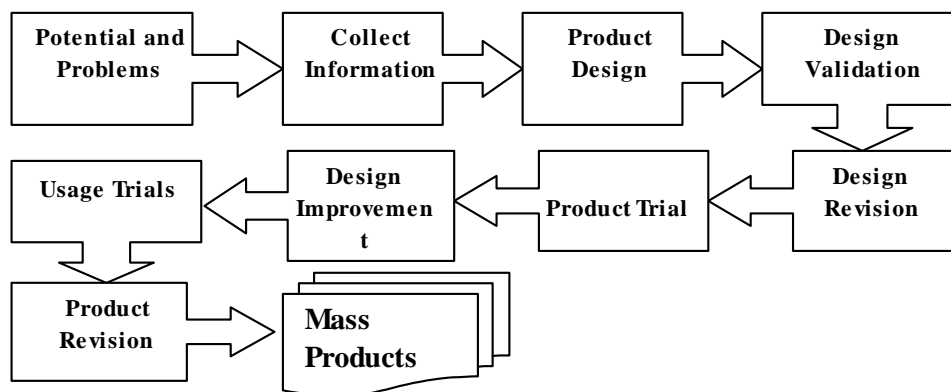 Potential and
Problems
Collect
Information
Product
Design
Design
Validation
Design
Revision
Product Trial
Design
Improvemen
t
Usage Trials
Product
Revision
Mass
Products